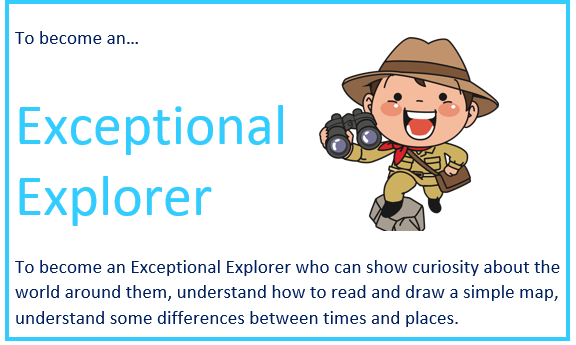 To become an...
Exceptional
Explorer
To become an Exceptional Explorer who can show curiosity about the
world around them, understand how to read and draw a simple map,
understand some differences between times and places.